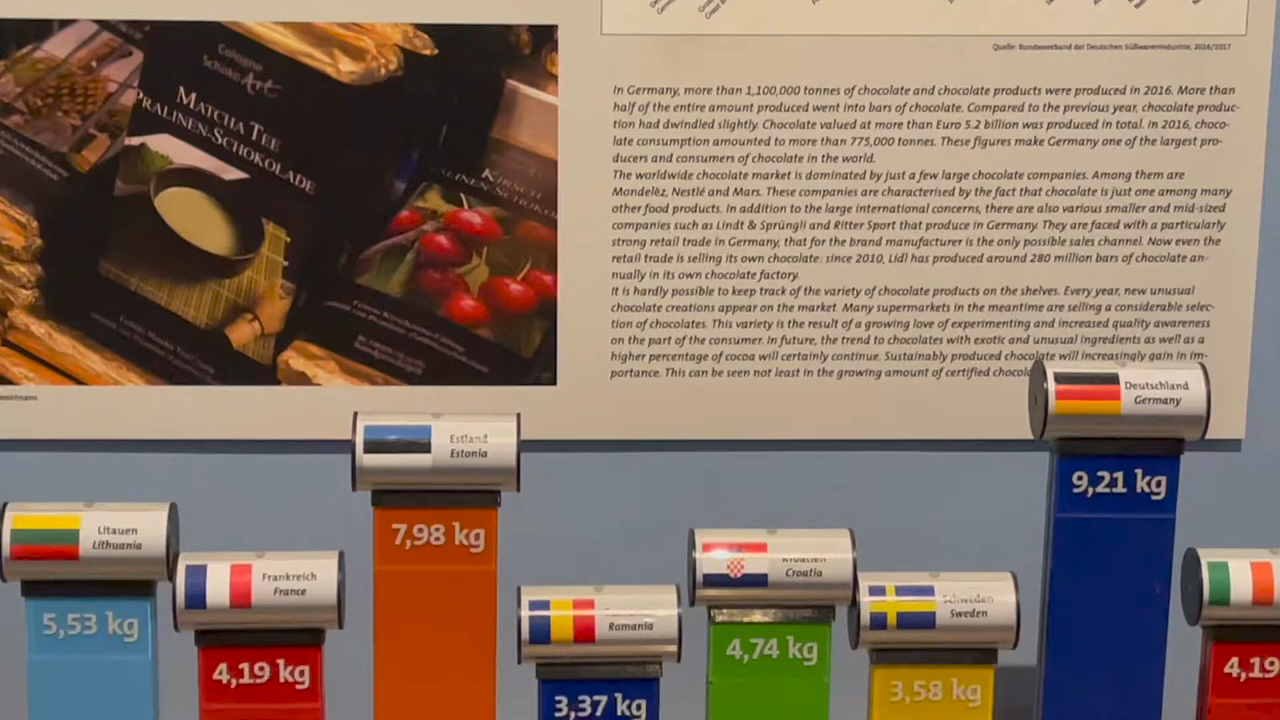 Quelle: Bundesverband der Deutschen Süßwarenindustrie, 2016/2017
Cologne
Schoko Art
MATCHA TEE
PRALINEN-SCHOKOLADE
KIRSCH
In Germany, more than 1,100,000 tonnes of chocolate and chocolate products were produced in 2016. More than
half of the entire amount produced went into bars of chocolate. Compared to the previous year, chocolate produc-
tion had dwindled slightly. Chocolate valued at more than Euro 5.2 billion was produced in total. In 2016, choco-
late consumption amounted to more than 775,000 tonnes. These figures make Germany one of the largest pro-
ducers and consumers of chocolate in the world.
The worldwide chocolate market is dominated by just a few large chocolate companies. Among them are
Mondelēz, Nestlé and Mars. These companies are characterised by the fact that chocolate is just one among many
other food products. In addition to the large international concerns, there are also various smaller and mid-sized
companies such as Lindt & Sprüngli and Ritter Sport that produce in Germany. They are faced with a particularly
strong retail trade in Germany, that for the brand manufacturer is the only possible sales channel. Now even the
retail trade is selling its own chocolate: since 2010, Lidl has produced around 280 million bars of chocolate an-
nually in its own chocolate factory.
It is hardly possible to keep track of the variety of chocolate products on the shelves. Every year, new unusual
chocolate creations appear on the market. Many supermarkets in the meantime are selling a considerable selec-
tion of chocolates. This variety is the result of a growing love of experimenting and increased quality awareness
on the part of the consumer. In future, the trend to chocolates with exotic and unusual ingredients as well as a
higher percentage of cocoa will certainly continue. Sustainably produced chocolate will increasingly gain in im-
portance. This can be seen not least in the growing amount of certified
Deutschland
Germany
9,21 kg
Estland
Estonia
7,98 kg
Litauen
Lithuania
5,53 kg
Frankreich
France
4,19 kg
Romania
3,37 kg
Kroatien
Croatia
4,74 kg
Schweden
Sweden
3,58 kg
4,19